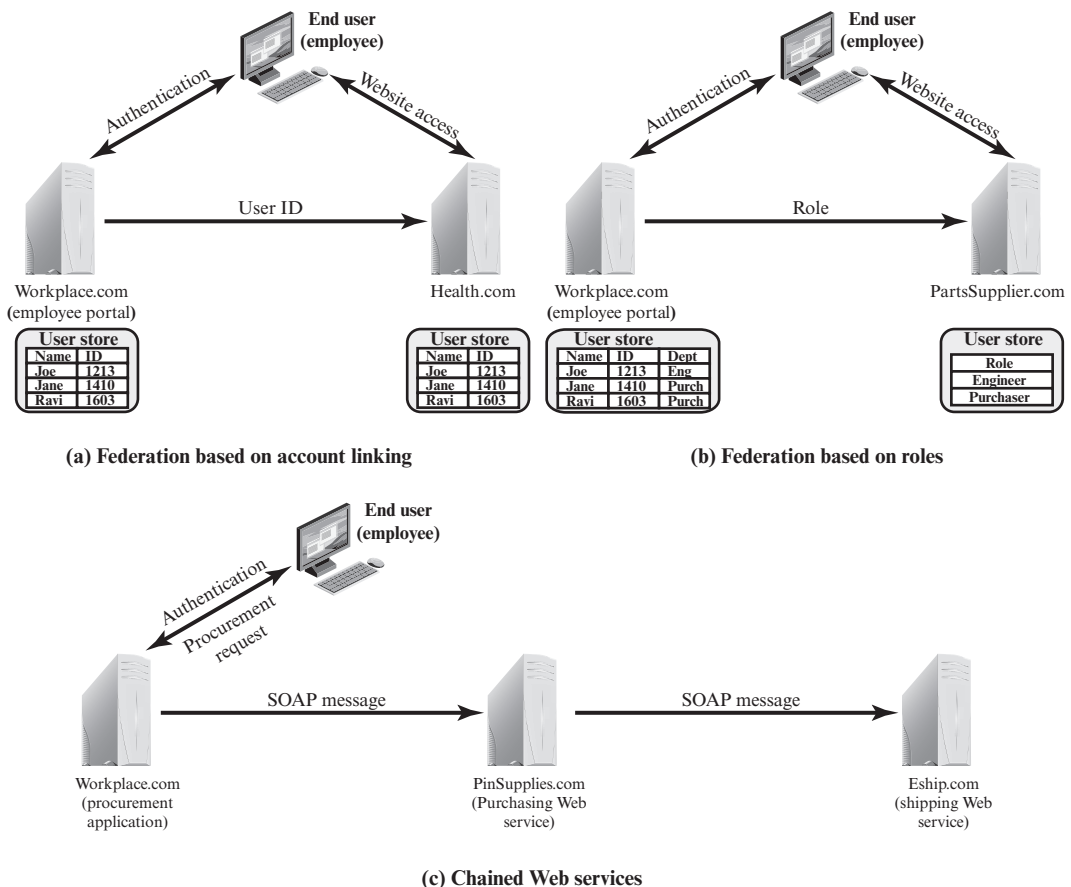 End user
(employee)
Authentication
Website access
User ID
Workplace.com
(employee portal)
Health.com
User store
Name ID
Joe 1213
Jane 1410
Ravi 1603
User store
Name ID
Joe 1213
Jane 1410
Ravi 1603
(a) Federation based on account linking
End user
(employee)
Authentication
Website access
Role
Workplace.com
(employee portal)
PartsSupplier.com
User store
Name ID Dept
Joe 1213 Eng
Jane 1410 Purch
Ravi 1603 Purch
User store
Role
Engineer
Purchaser
(b) Federation based on roles
End user
(employee)
Authentication
Procurement
request
SOAP message
SOAP message
Workplace.com
(procurement
application)
PinSupplies.com
(Purchasing Web
service)
Eship.com
(shipping Web
service)
(c) Chained Web services